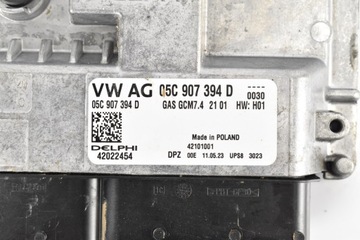 VW AG 05C 907 394 D ---- 0030
05C 907 394 D GAS GCM7.4 21 01 HW: H01
Made in POLAND
DELPHI 42101001
42022454 DPZ 00E 11.05.23 UPS8 3023